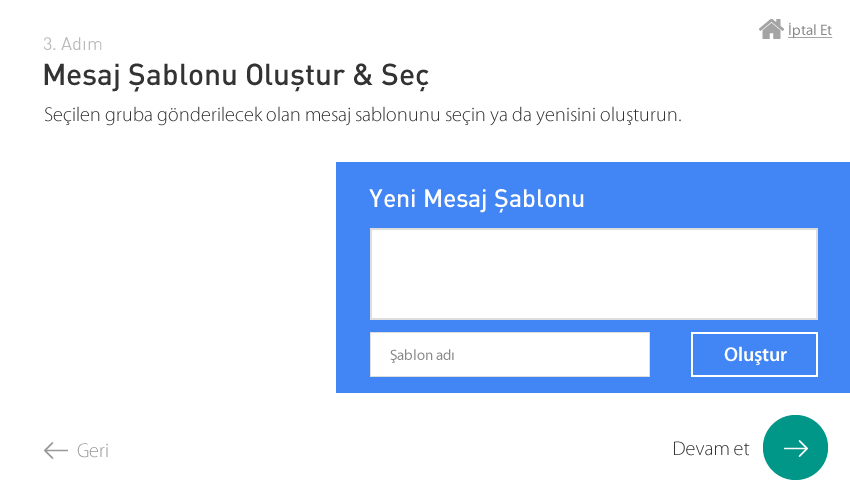 İptal Et
3. Adım
Mesaj Şablonu Oluştur & Seç
Seçilen gruba gönderilecek olan mesaj sablonunu seçin ya da yenisini oluşturun.
Yeni Mesaj Şablonu
Şablon adı
Oluştur
Geri
Devam et